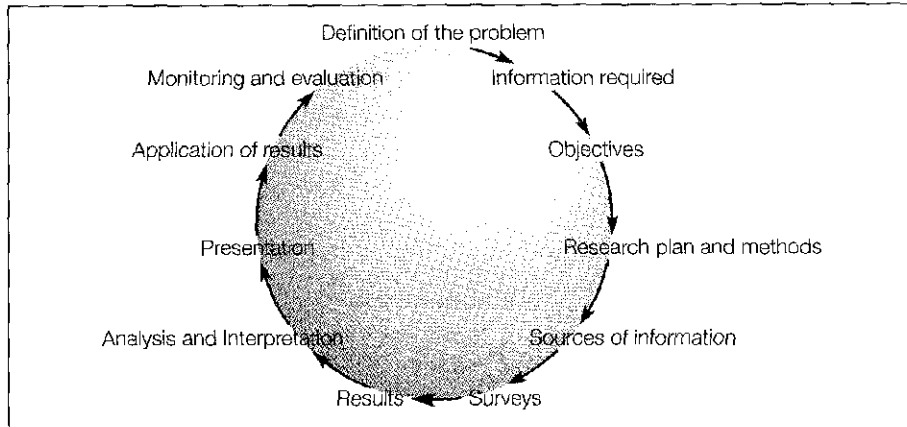 Definition of the problem
Information required
Objectives
Research plan and methods
Sources of information
Surveys
Results
Analysis and Interpretation
Presentation
Application of results
Monitoring and evaluation